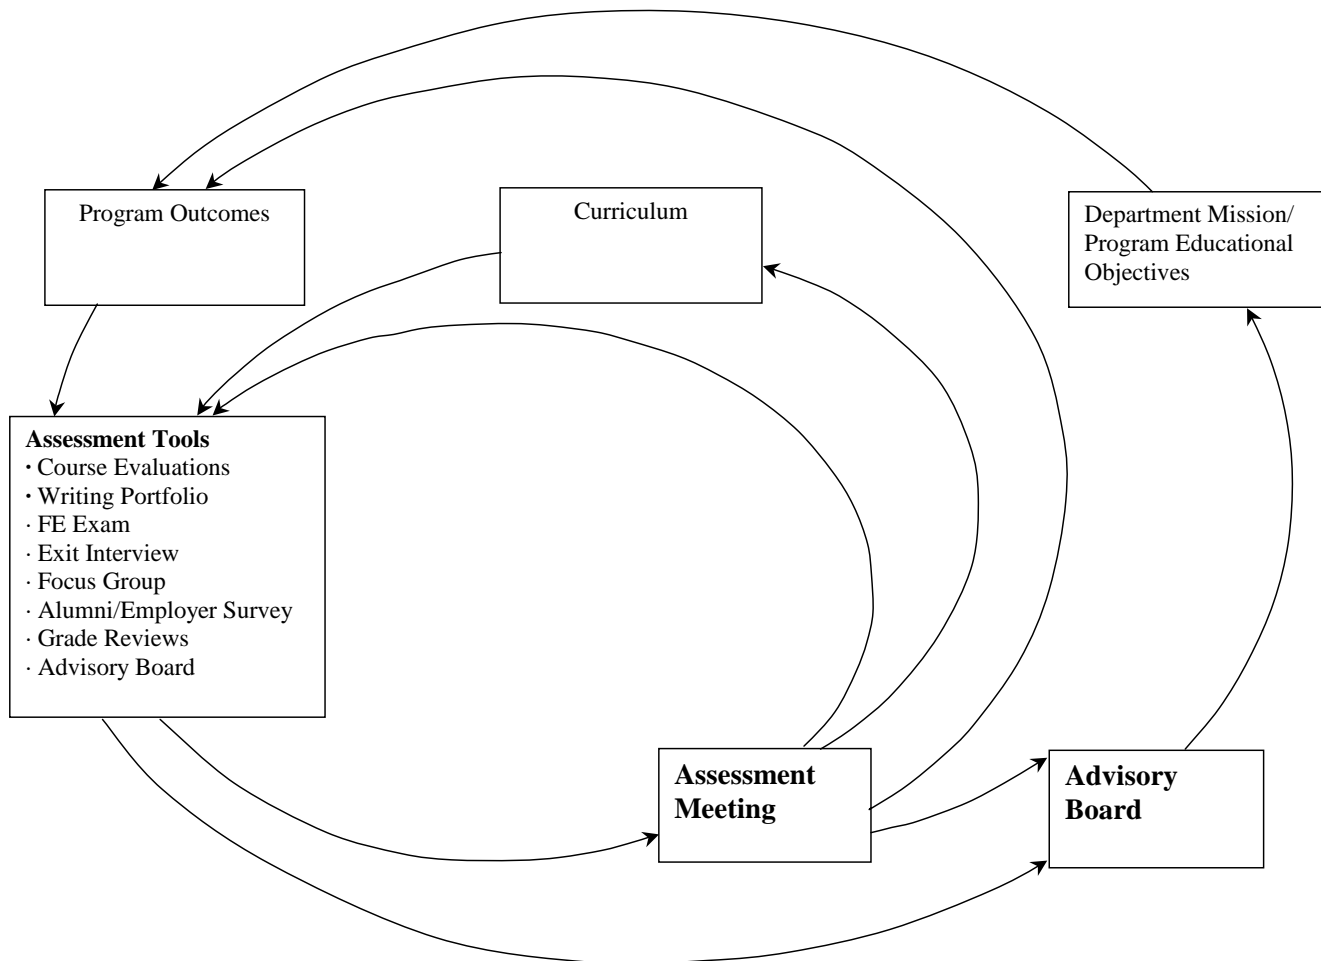 Program Outcomes
Curriculum
Department Mission/
Program Educational
Objectives
Assessment Tools
· Course Evaluations
· Writing Portfolio
· FE Exam
· Exit Interview
· Focus Group
· Alumni/Employer Survey
· Grade Reviews
· Advisory Board
Assessment
Meeting
Advisory
Board